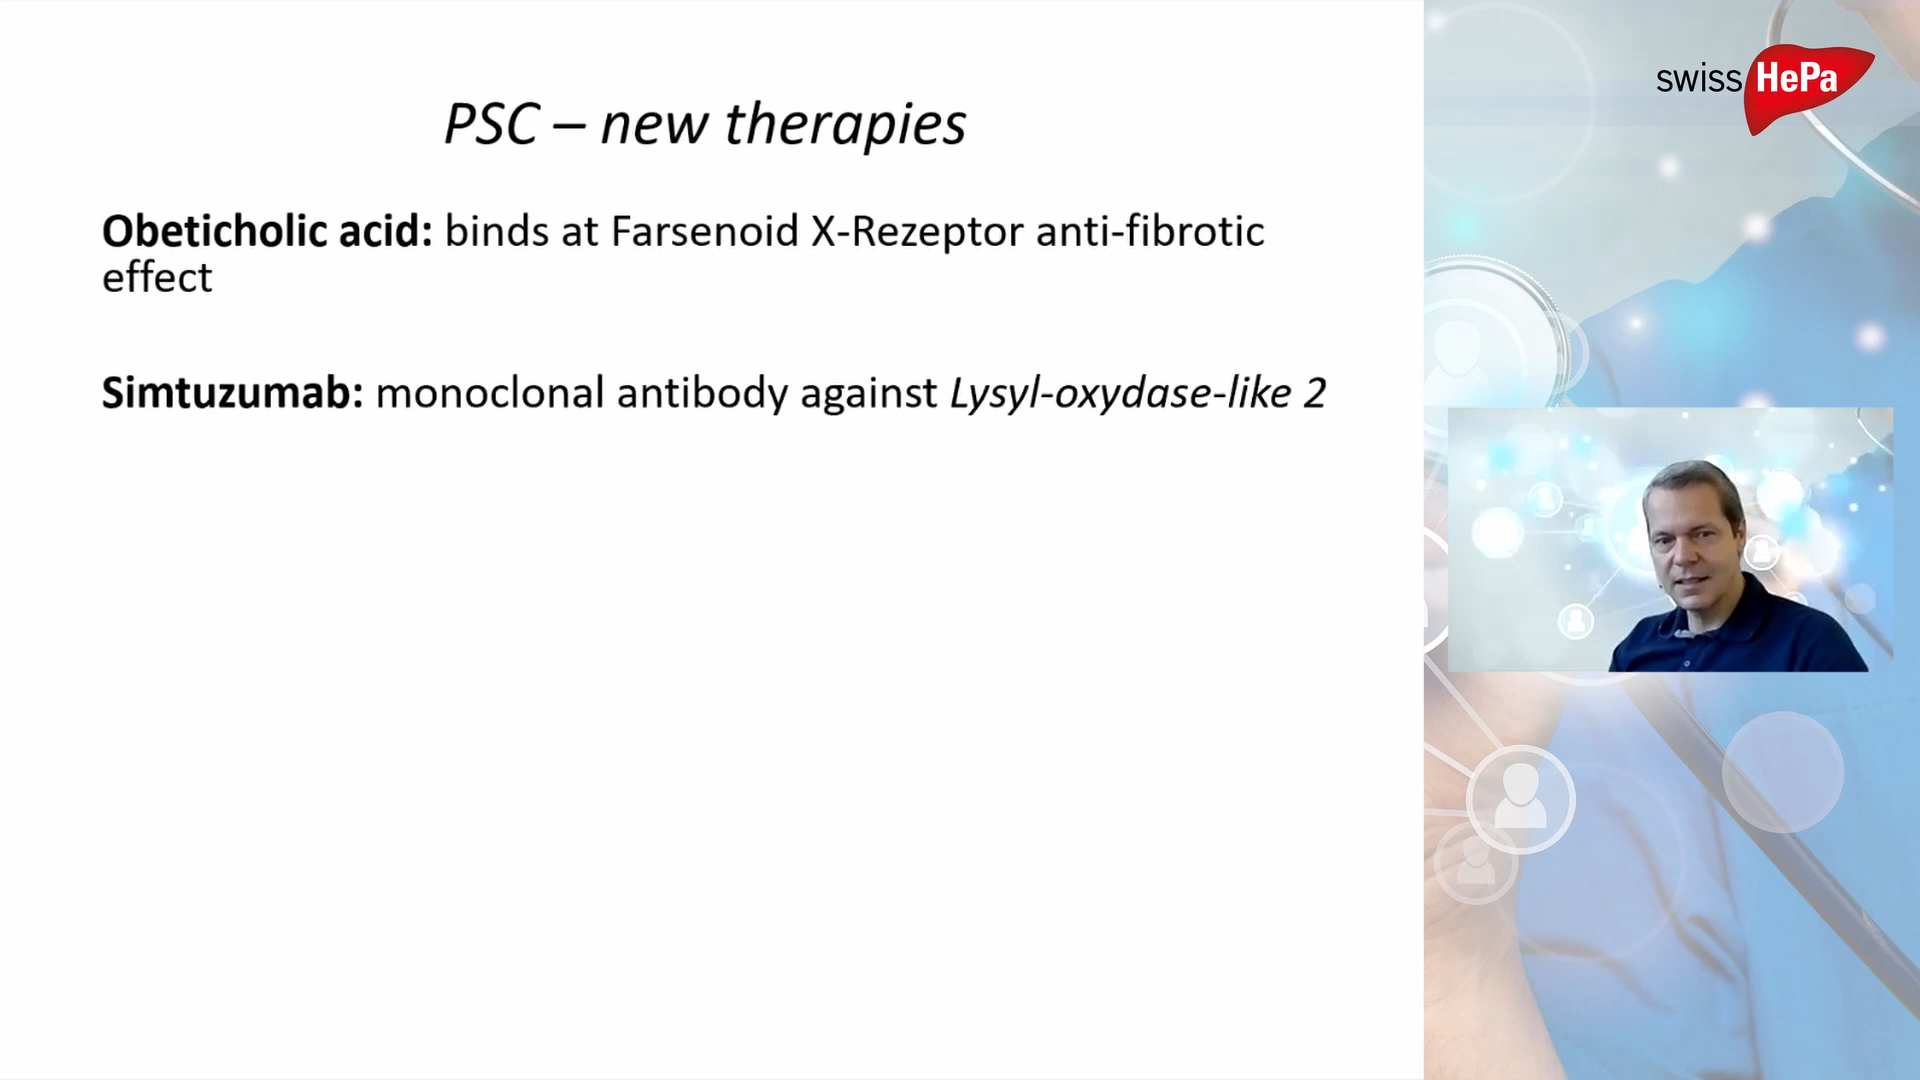 swiss HePa
PSC – new therapies
Obeticholic acid: binds at Farsenoid X-Rezeptor anti-fibrotic
effect
Simtuzumab: monoclonal antibody against Lysyl-oxydase-like 2